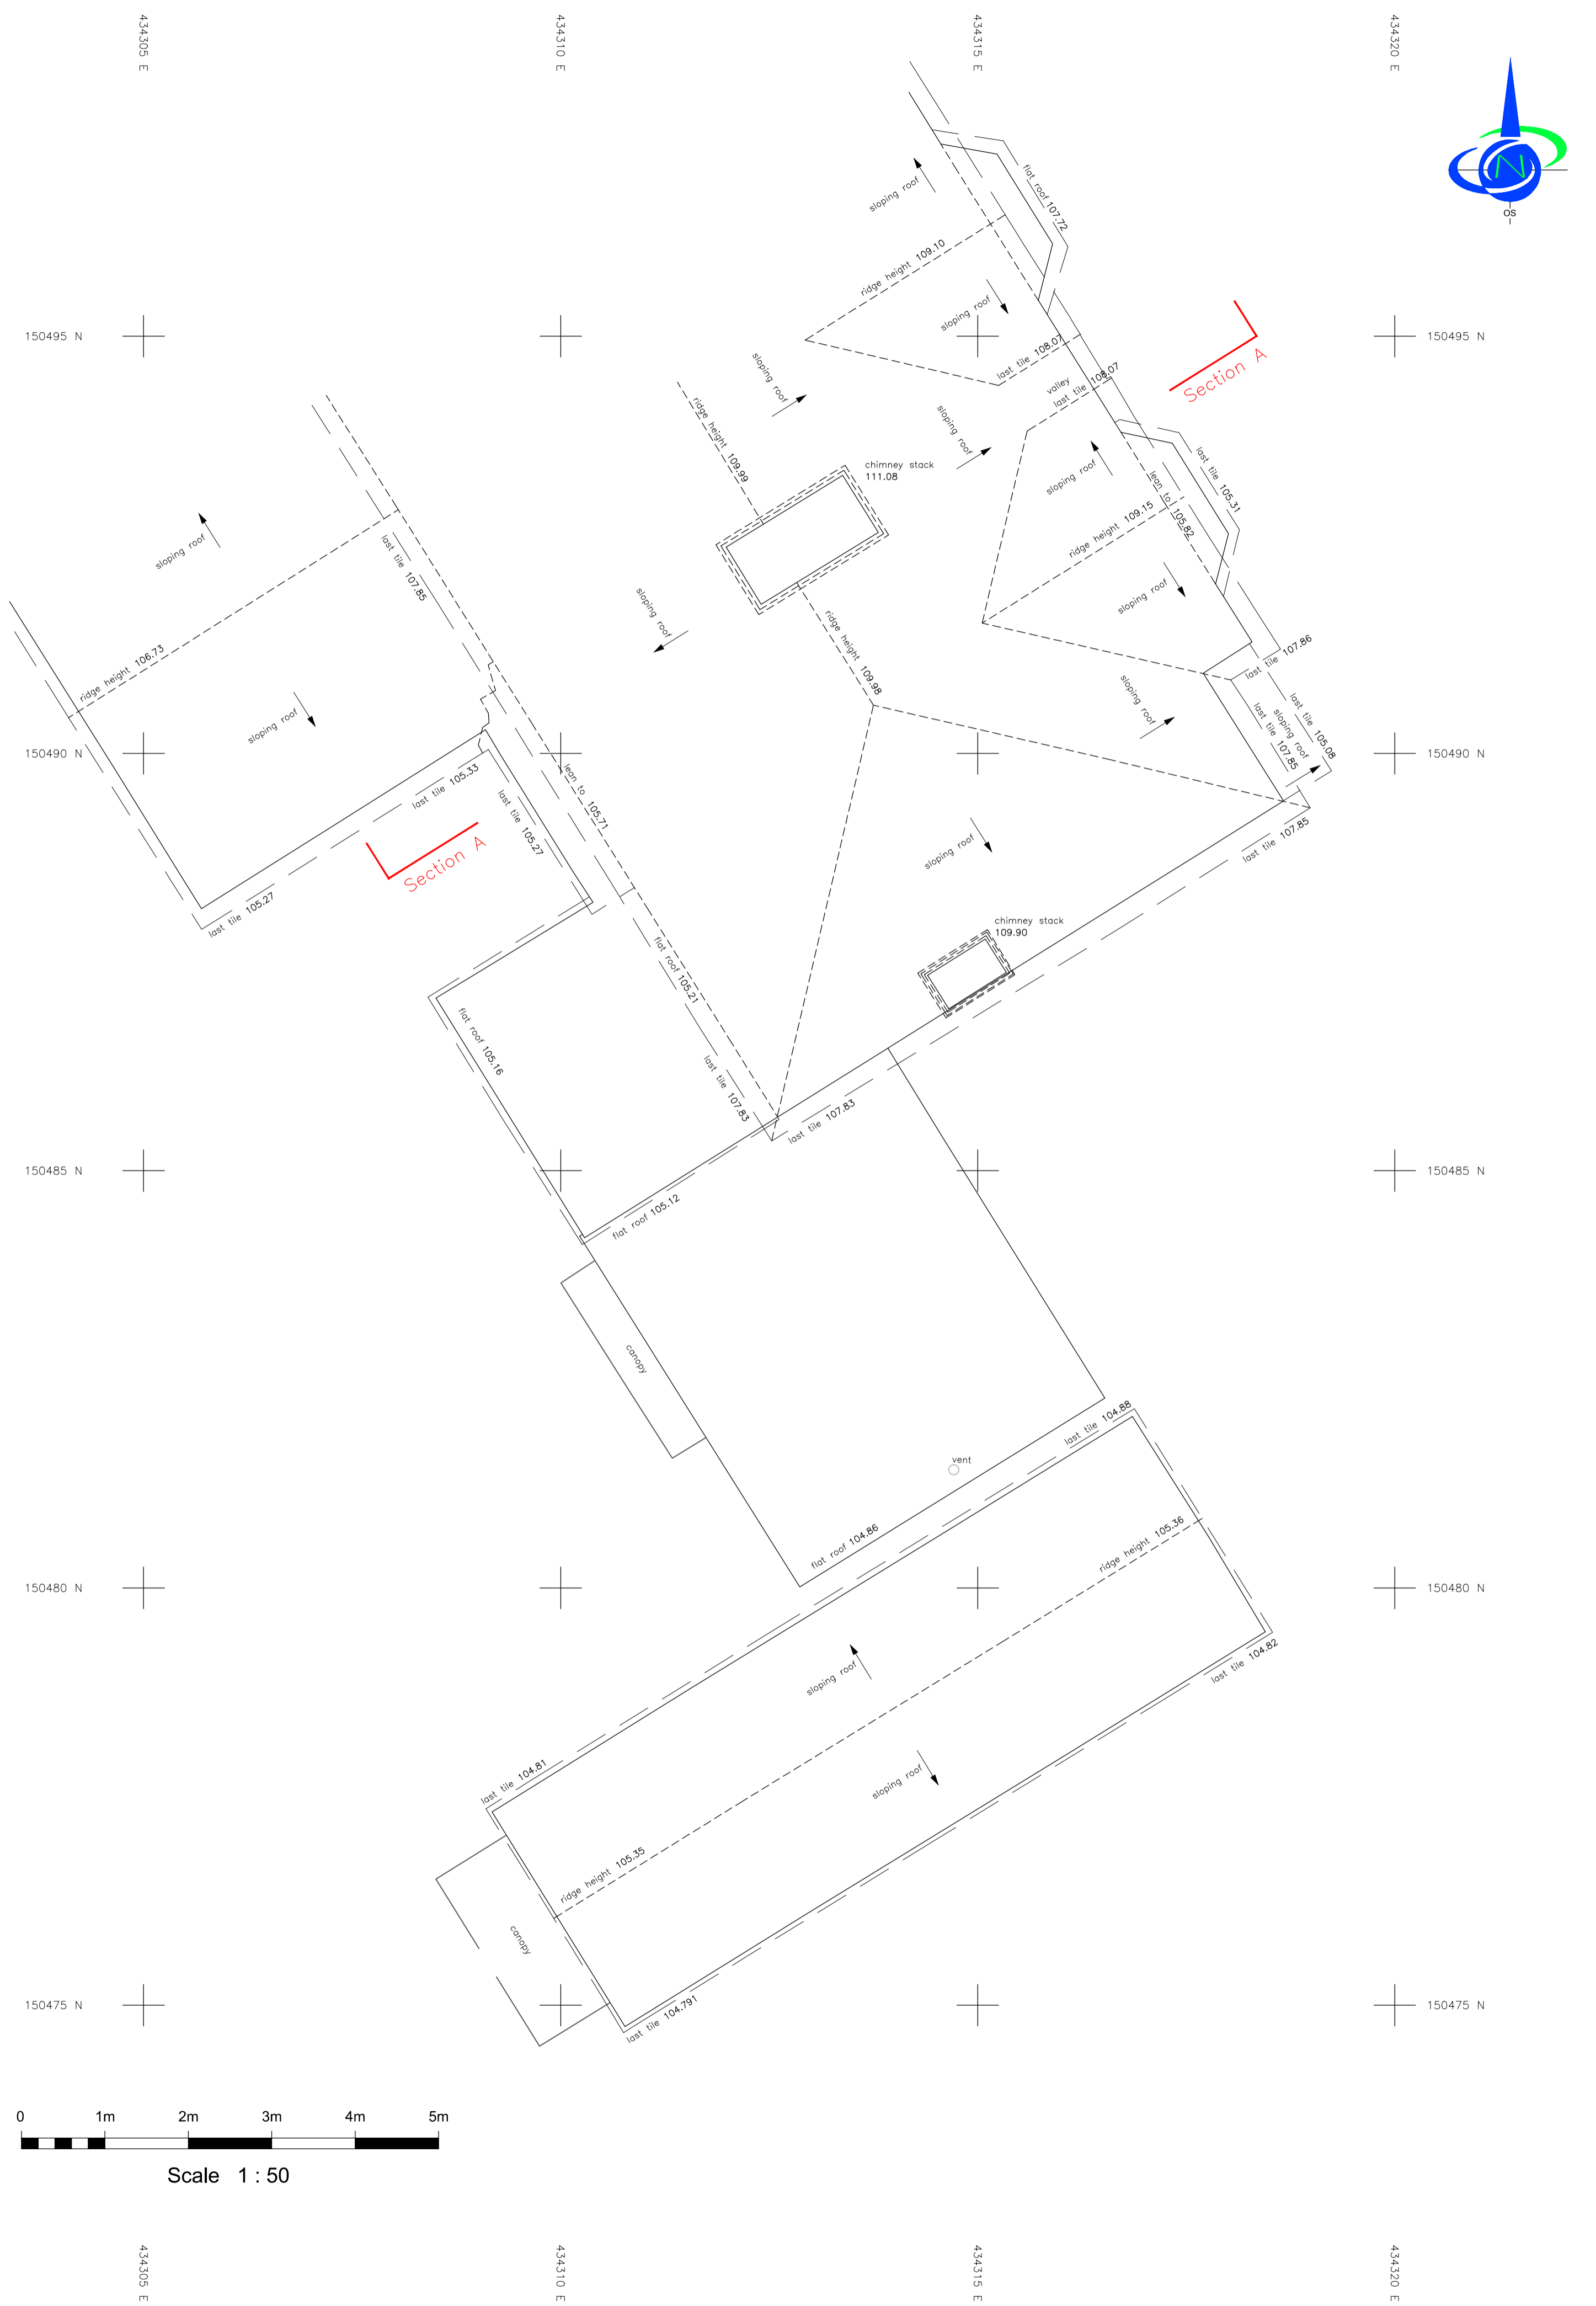 434305 E
434310 E
434315 E
434320 E
N
OS
flat roof 107.72
sloping roof
ridge height 109.10
sloping roof
150495 N
150495 N
last tile 108.07
Section A
sloping roof
valley
last tile 108.07
ridge height 109.99
sloping roof
chimney stack
111.08
sloping roof
last tile 105.31
lean to 105.82
ridge height 109.15
sloping roof
last tile 107.85
sloping roof
sloping roof
ridge height 109.98
last tile 107.86
ridge height 106.73
sloping roof
sloping roof
last tile 105.08
sloping roof
last tile 107.85
150490 N
150490 N
last tile 105.33
lean to 105.71
last tile 105.27
Section A
sloping roof
last tile 107.85
last tile 105.27
chimney stack
109.90
flat roof 105.21
flat roof 105.16
last tile 107.83
last tile 107.83
150485 N
150485 N
flat roof 105.12
canopy
last tile 104.88
vent
flat roof 104.86
ridge height 105.36
150480 N
150480 N
sloping roof
last tile 104.82
last tile 104.81
sloping roof
ridge height 105.35
canopy
150475 N
150475 N
last tile 104.791
0 1m 2m 3m 4m 5m
Scale 1 : 50
434305 E
434310 E
434315 E
434320 E